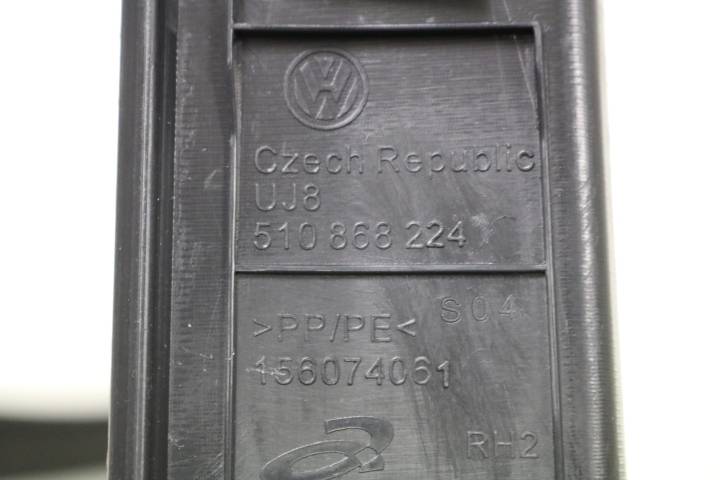 Czech Republic
UJ8
510 868 224
S04
>PP/PE<
156074061
RH2